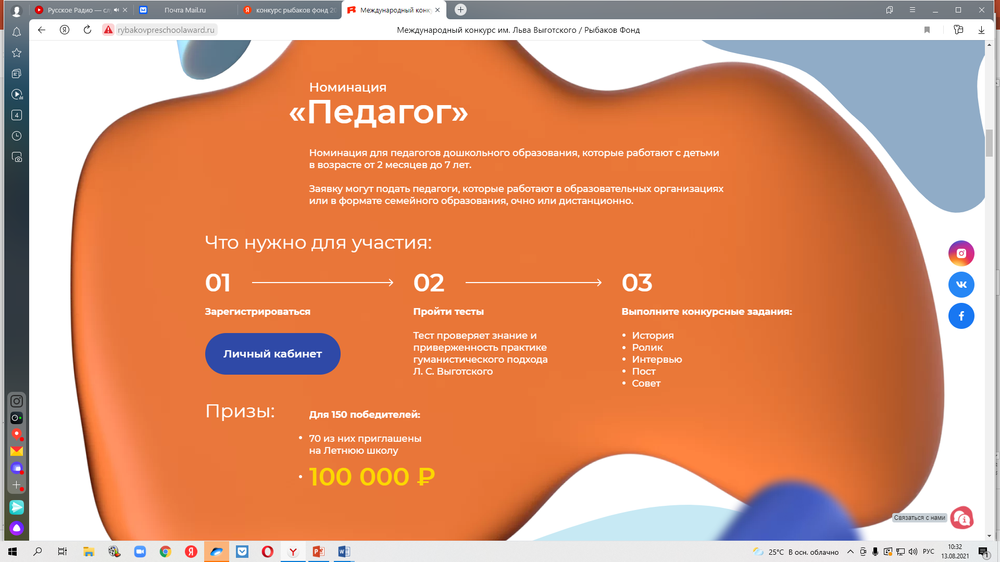 Русское Радио — сл
Почта Mail.ru
конкурс рыбаков фонд 20
Международный конку
rybakovpreschoolaward.ru
Международный конкурс им. Льва Выготского / Рыбаков Фонд
4
Номинация
«Педагог»
Номинация для педагогов дошкольного образования, которые работают с детьми
в возрасте от 2 месяцев до 7 лет.
Заявку могут подать педагоги, которые работают в образовательных организациях
или в формате семейного образования, очно или дистанционно.
Что нужно для участия:
01
Зарегистрироваться
Личный кабинет
02
Пройти тесты
Тест проверяет знание и
приверженность практике
гуманистического подхода
Л. С. Выготского
03
Выполните конкурсные задания:
• История
• Ролик
• Интервью
• Пост
• Совет
Призы:
Для 150 победителей:
• 70 из них приглашены
на Летнюю школу
• 100 000 ₽
Связаться с нами
25°C В осн. облачно
РУС
10:32
13.08.2021
1